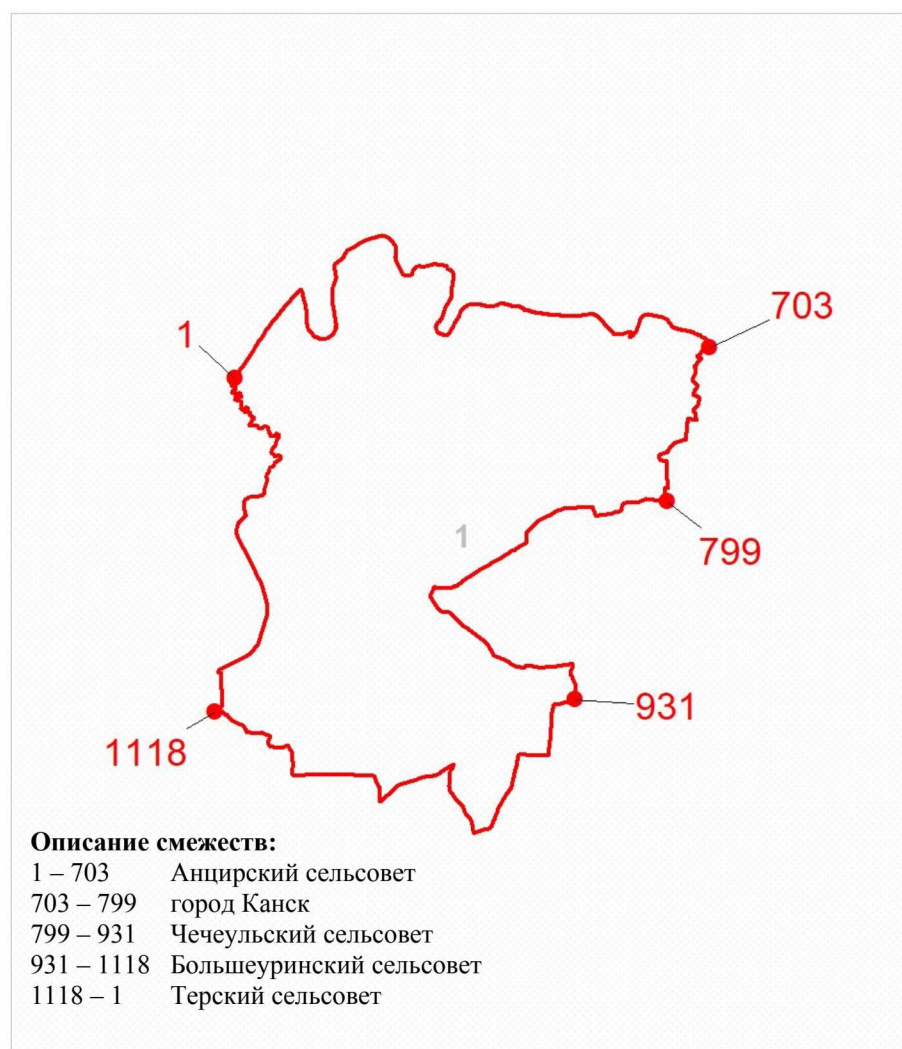 703
1
1
799
931
1118
Описание смежеств:
1 – 703 Анцирский сельсовет
703 – 799 город Канск
799 – 931 Чечеульский сельсовет
931 – 1118 Большеуринский сельсовет
1118 – 1 Терский сельсовет